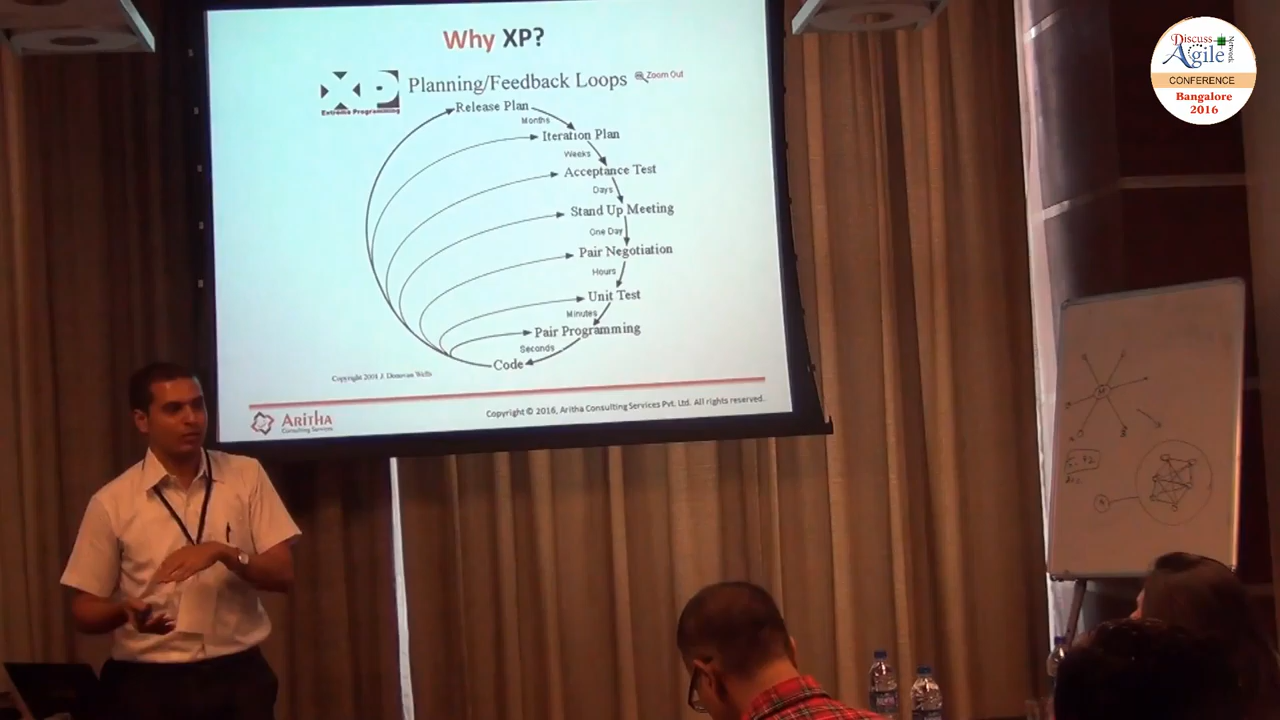 Why XP?
XP
Extreme Programming
Planning/Feedback Loops
Zoom Out
Release Plan
Months
Iteration Plan
Weeks
Acceptance Test
Days
Stand Up Meeting
One Day
Pair Negotiation
Hours
Unit Test
Minutes
Pair Programming
Seconds
Code
Copyright 2001 J. Donovan Wells
ARITHA
Consulting Services
Copyright © 2016, Aritha Consulting Services Pvt. Ltd. All rights reserved.
Discuss
Agile
Network
CONFERENCE
Bangalore
2016